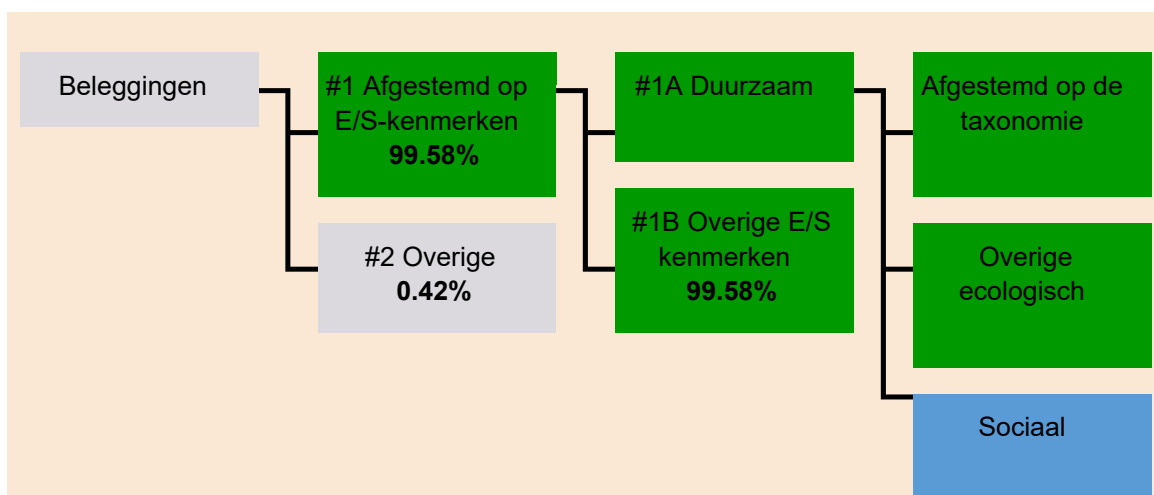 Beleggingen
#1 Afgestemd op
E/S-kenmerken
99.58%
#2 Overige
0.42%
#1A Duurzaam
#1B Overige E/S
kenmerken
99.58%
Afgestemd op de
taxonomie
Overige
ecologisch
Sociaal